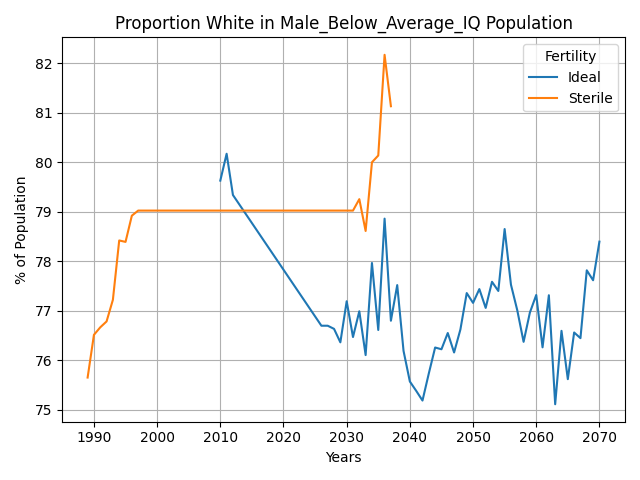 Proportion White in Male_Below_Average_IQ Population
Fertility
Ideal
Sterile
% of Population
82
81
80
79
78
77
76
75
1990 2000 2010 2020 2030 2040 2050 2060 2070
Years